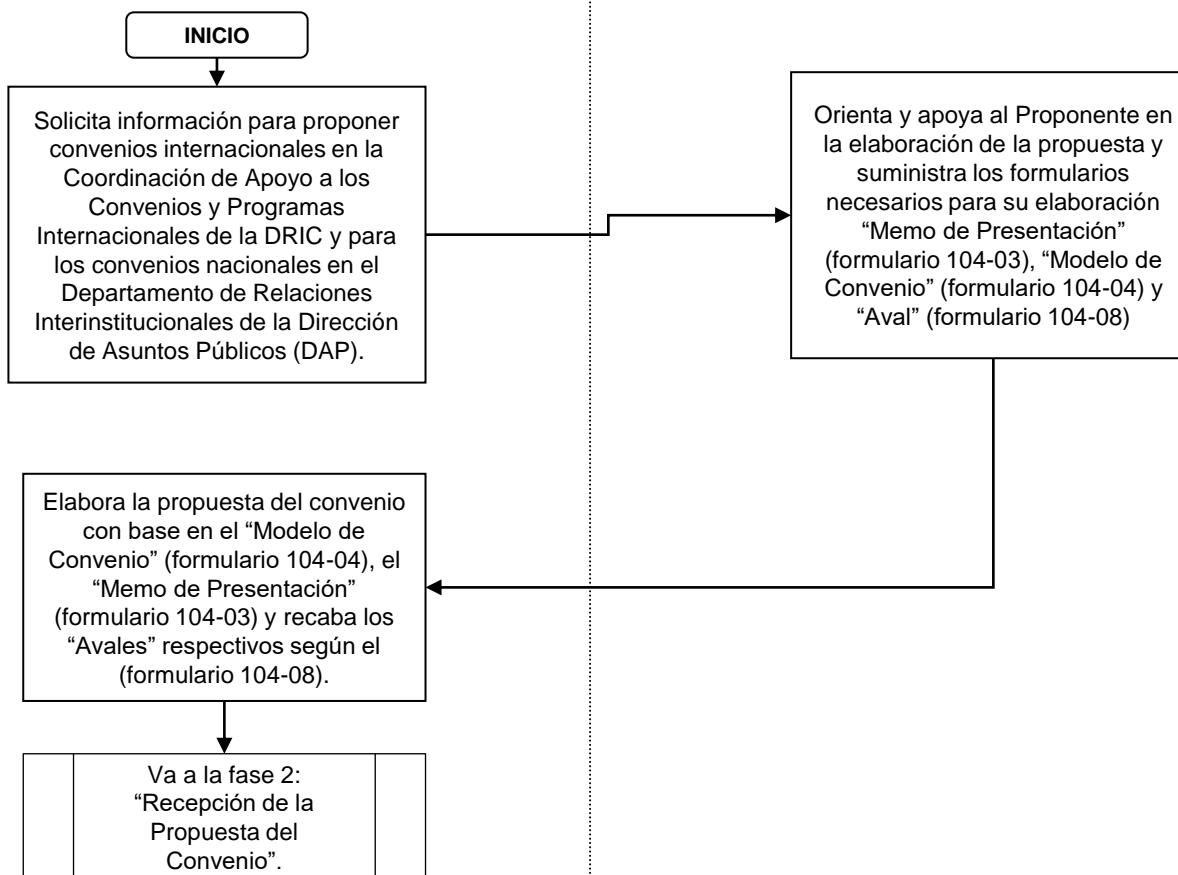 INICIO
Solicita información para proponer
convenios internacionales en la
Coordinación de Apoyo a los
Convenios y Programas
Internacionales de la DRIC y para
los convenios nacionales en el
Departamento de Relaciones
Interinstitucionales de la Dirección
de Asuntos Públicos (DAP).
Orienta y apoya al Proponente en
la elaboración de la propuesta y
suministra los formularios
necesarios para su elaboración
“Memo de Presentación”
(formulario 104-03), “Modelo de
Convenio” (formulario 104-04) y
“Aval” (formulario 104-08)
Elabora la propuesta del convenio
con base en el “Modelo de
Convenio” (formulario 104-04), el
“Memo de Presentación”
(formulario 104-03) y recaba los
“Avales” respectivos según el
(formulario 104-08).
Va a la fase 2:
“Recepción de la
Propuesta del
Convenio”.